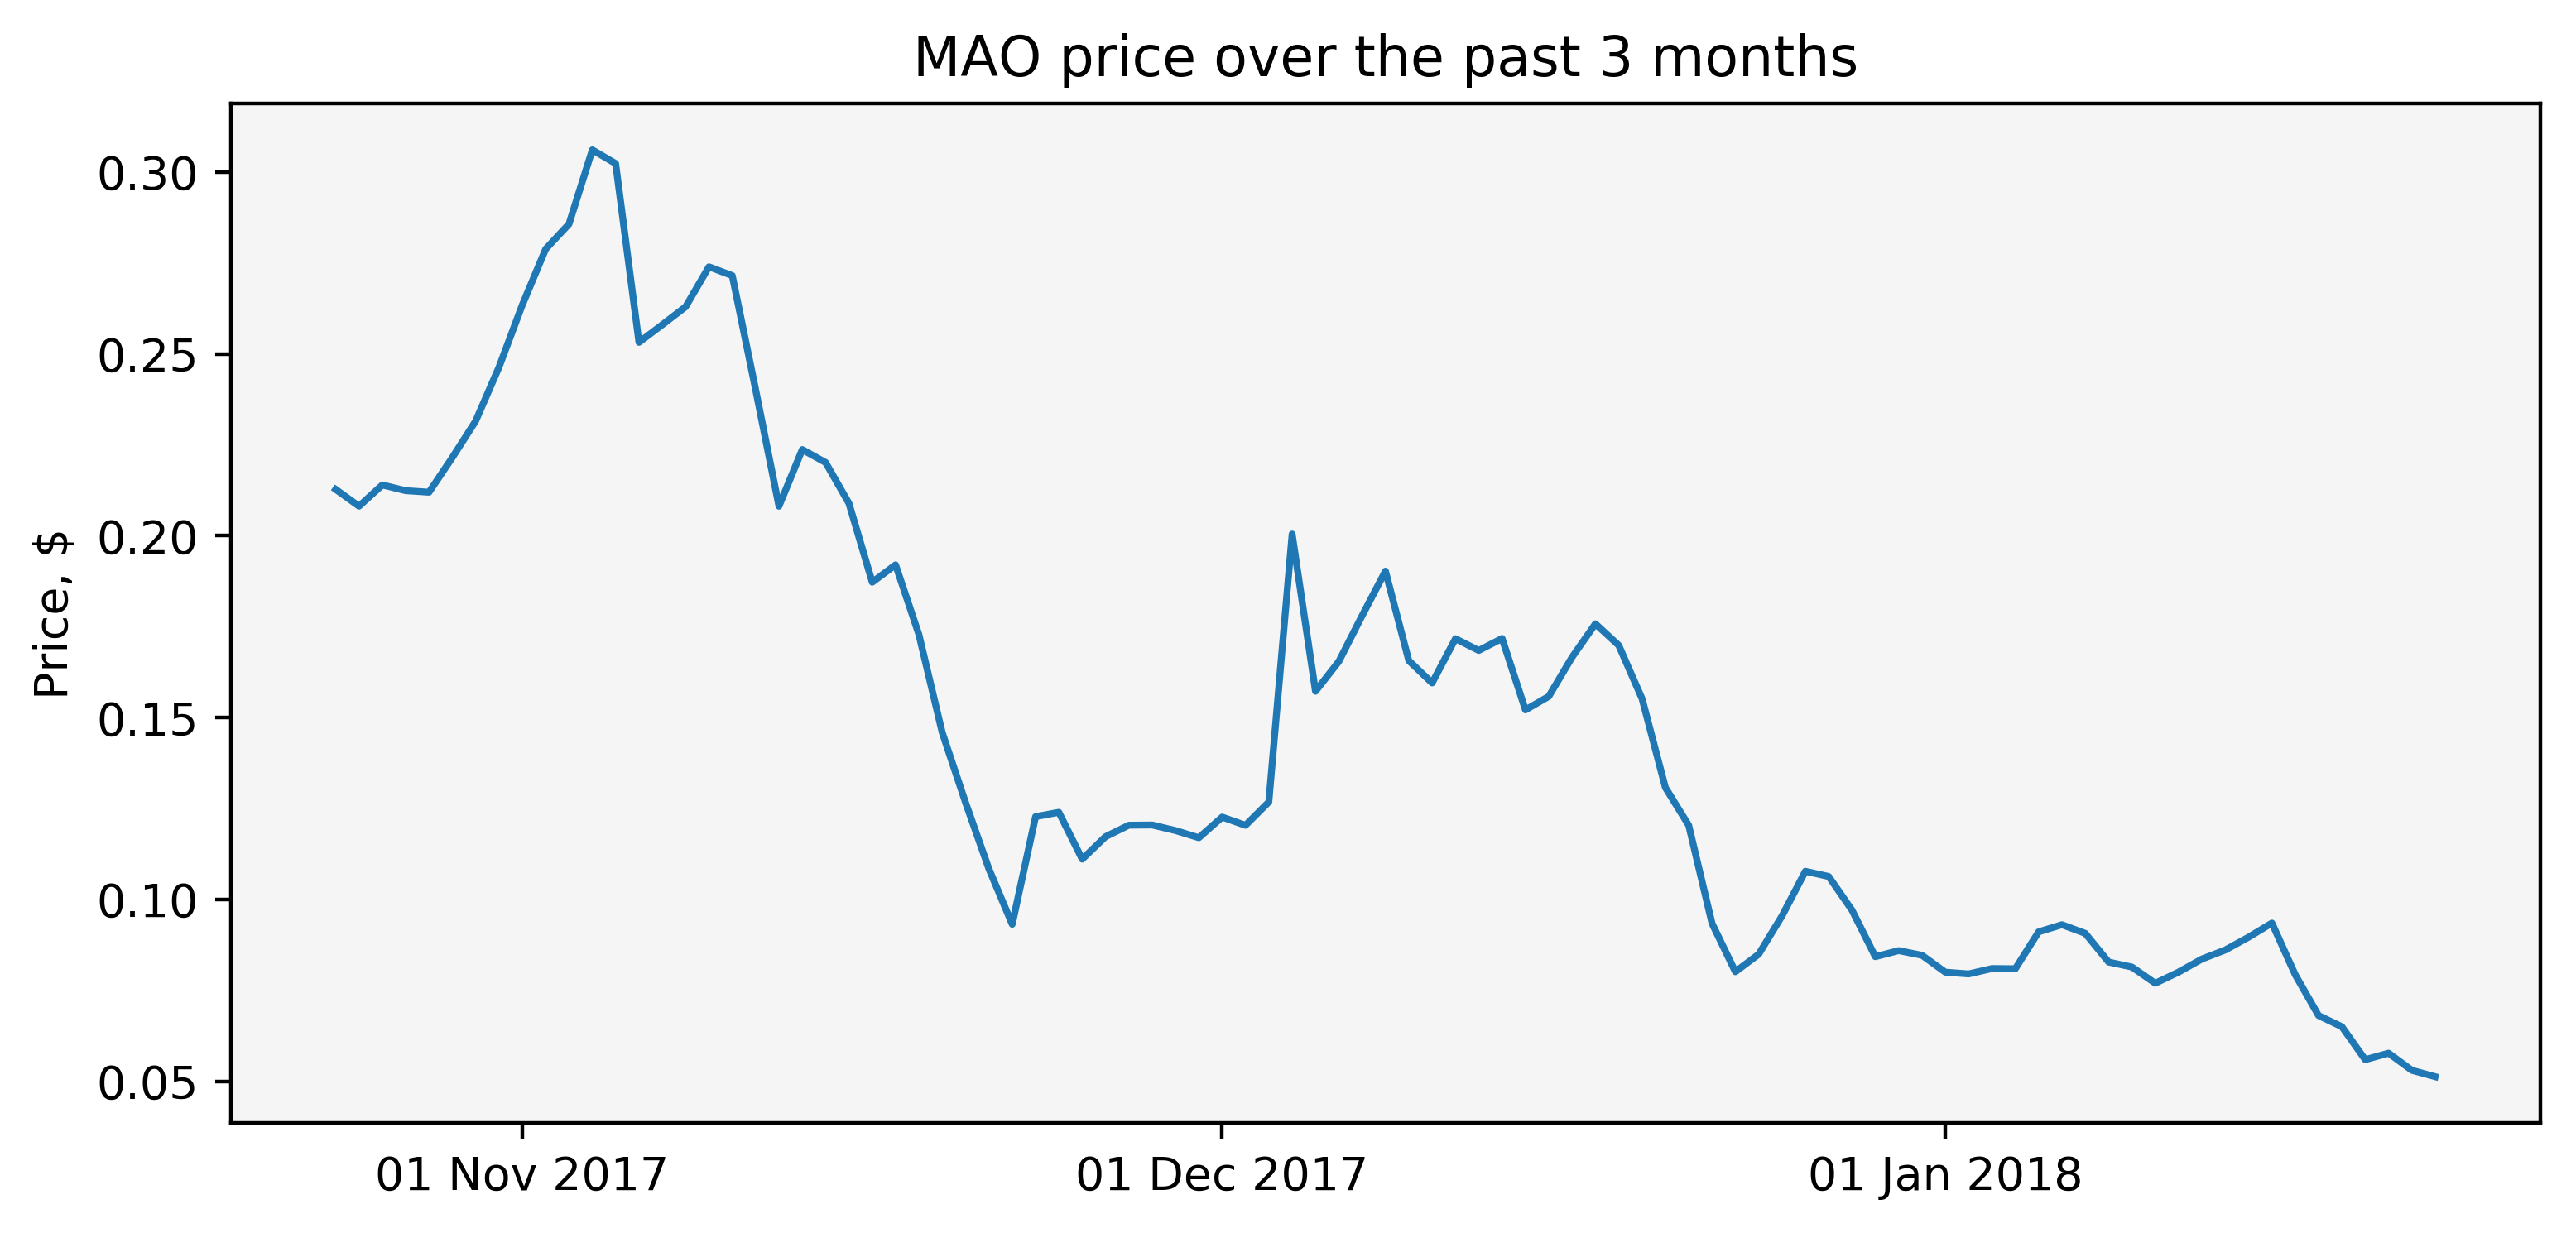 MAO price over the past 3 months
Price, $
0.30
0.25
0.20
0.15
0.10
0.05
01 Nov 2017
01 Dec 2017
01 Jan 2018